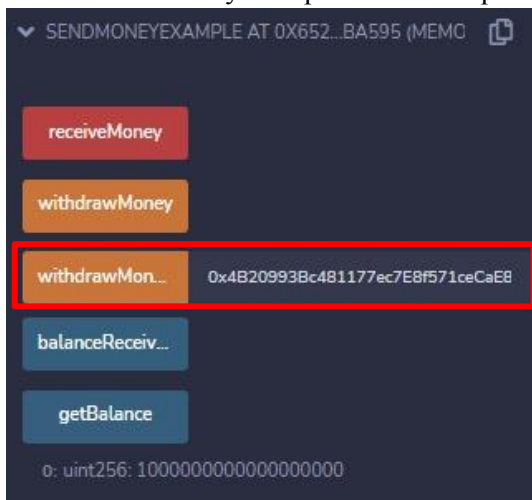 SENDMONEYEXAMPLE AT 0X652...BA595 (MEMO
receiveMoney
withdrawMoney
withdrawMon... 0x4B20993Bc481177ec7E8f571ceCaE8
balanceReceiv...
getBalance
0: uint256: 1000000000000000000